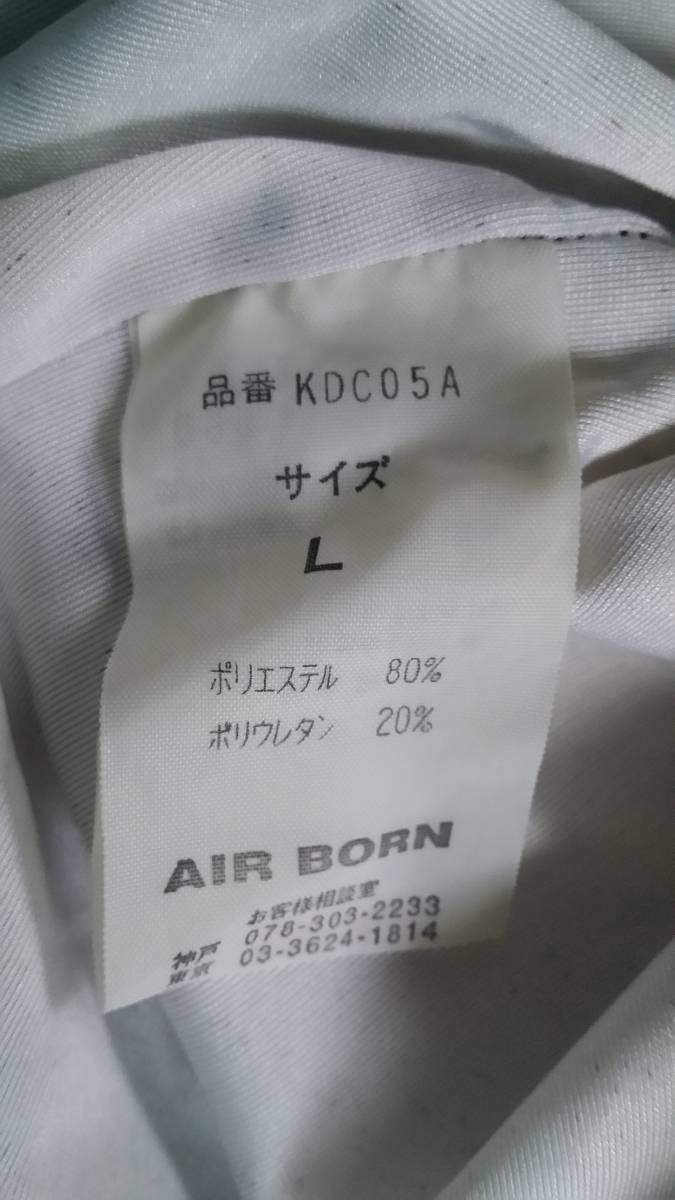 品番 KDC05A
サイズ
L
ポリエステル 80%
ポリウレタン 20%
AIR BORN
お客様相談室
神戸 078-303-2233
東京 03-3624-1814